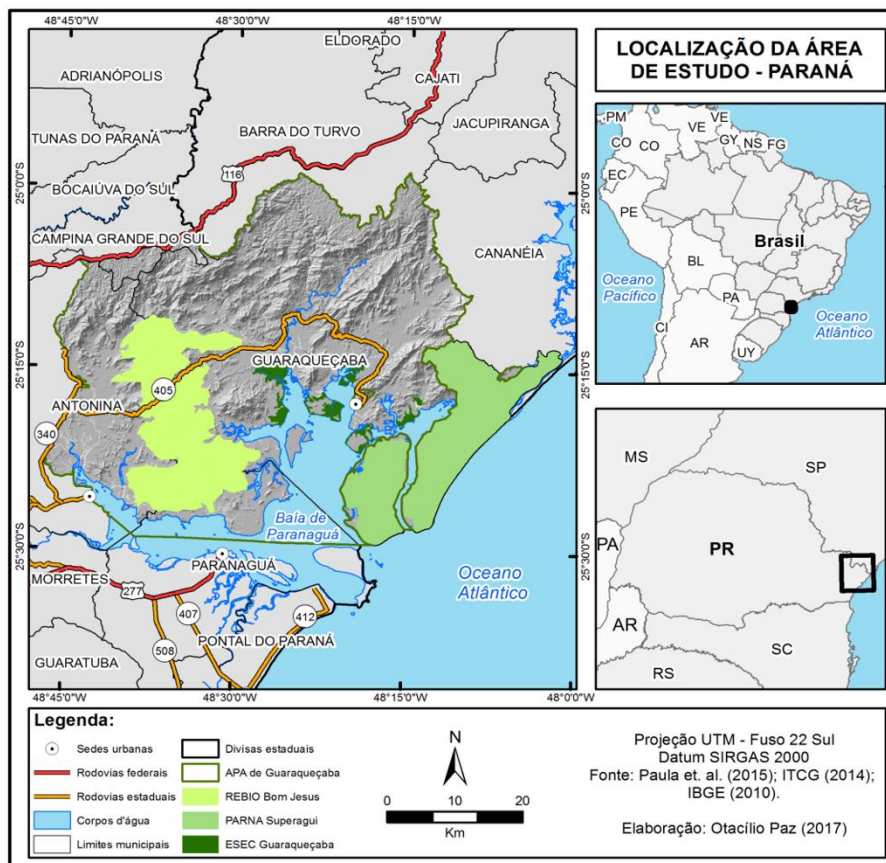 48°45'0"W 48°30'0"W 48°15'0"W
ELDORADO
ADRIANÓPOLIS
CAJATI
TUNAS DO PARANÁ
BARRA DO TURVO
JACUPIRANGA
116
BOCAIÚVA DO SUL
CAMPINA GRANDE DO SUL
CANANÉIA
GUARAQUEÇABA
405
ANTONINA
340
Baía de
Paranaguá
PARANAGUÁ
MORRETES
277
Oceano
Atlântico
407
412
PONTAL DO PARANÁ
508
GUARATUBA
25°0'0"S
25°15'0"S
25°30'0"S
25°0'0"S
25°15'0"S
25°30'0"S
48°45'0"W 48°30'0"W 48°15'0"W 48°0'0"W
LOCALIZAÇÃO DA ÁREA
DE ESTUDO - PARANÁ
PM VE VE
CO CO GY NS FG
EC
PE
Brasil
BL
Oceano
Pacífico
PA
Oceano
Atlântico
CI
AR
UY
MS SP
PA PR
AR
SC
RS
Legenda:
Sedes urbanas
Rodovias federais
Rodovias estaduais
Corpos d'água
Limites municipais
Divisas estaduais
APA de Guaraqueçaba
REBIO Bom Jesus
PARNA Superagui
ESEC Guaraqueçaba
N
0 10 20
Km
Projeção UTM - Fuso 22 Sul
Datum SIRGAS 2000
Fonte: Paula et. al. (2015); ITCG (2014);
IBGE (2010).
Elaboração: Otacílio Paz (2017)